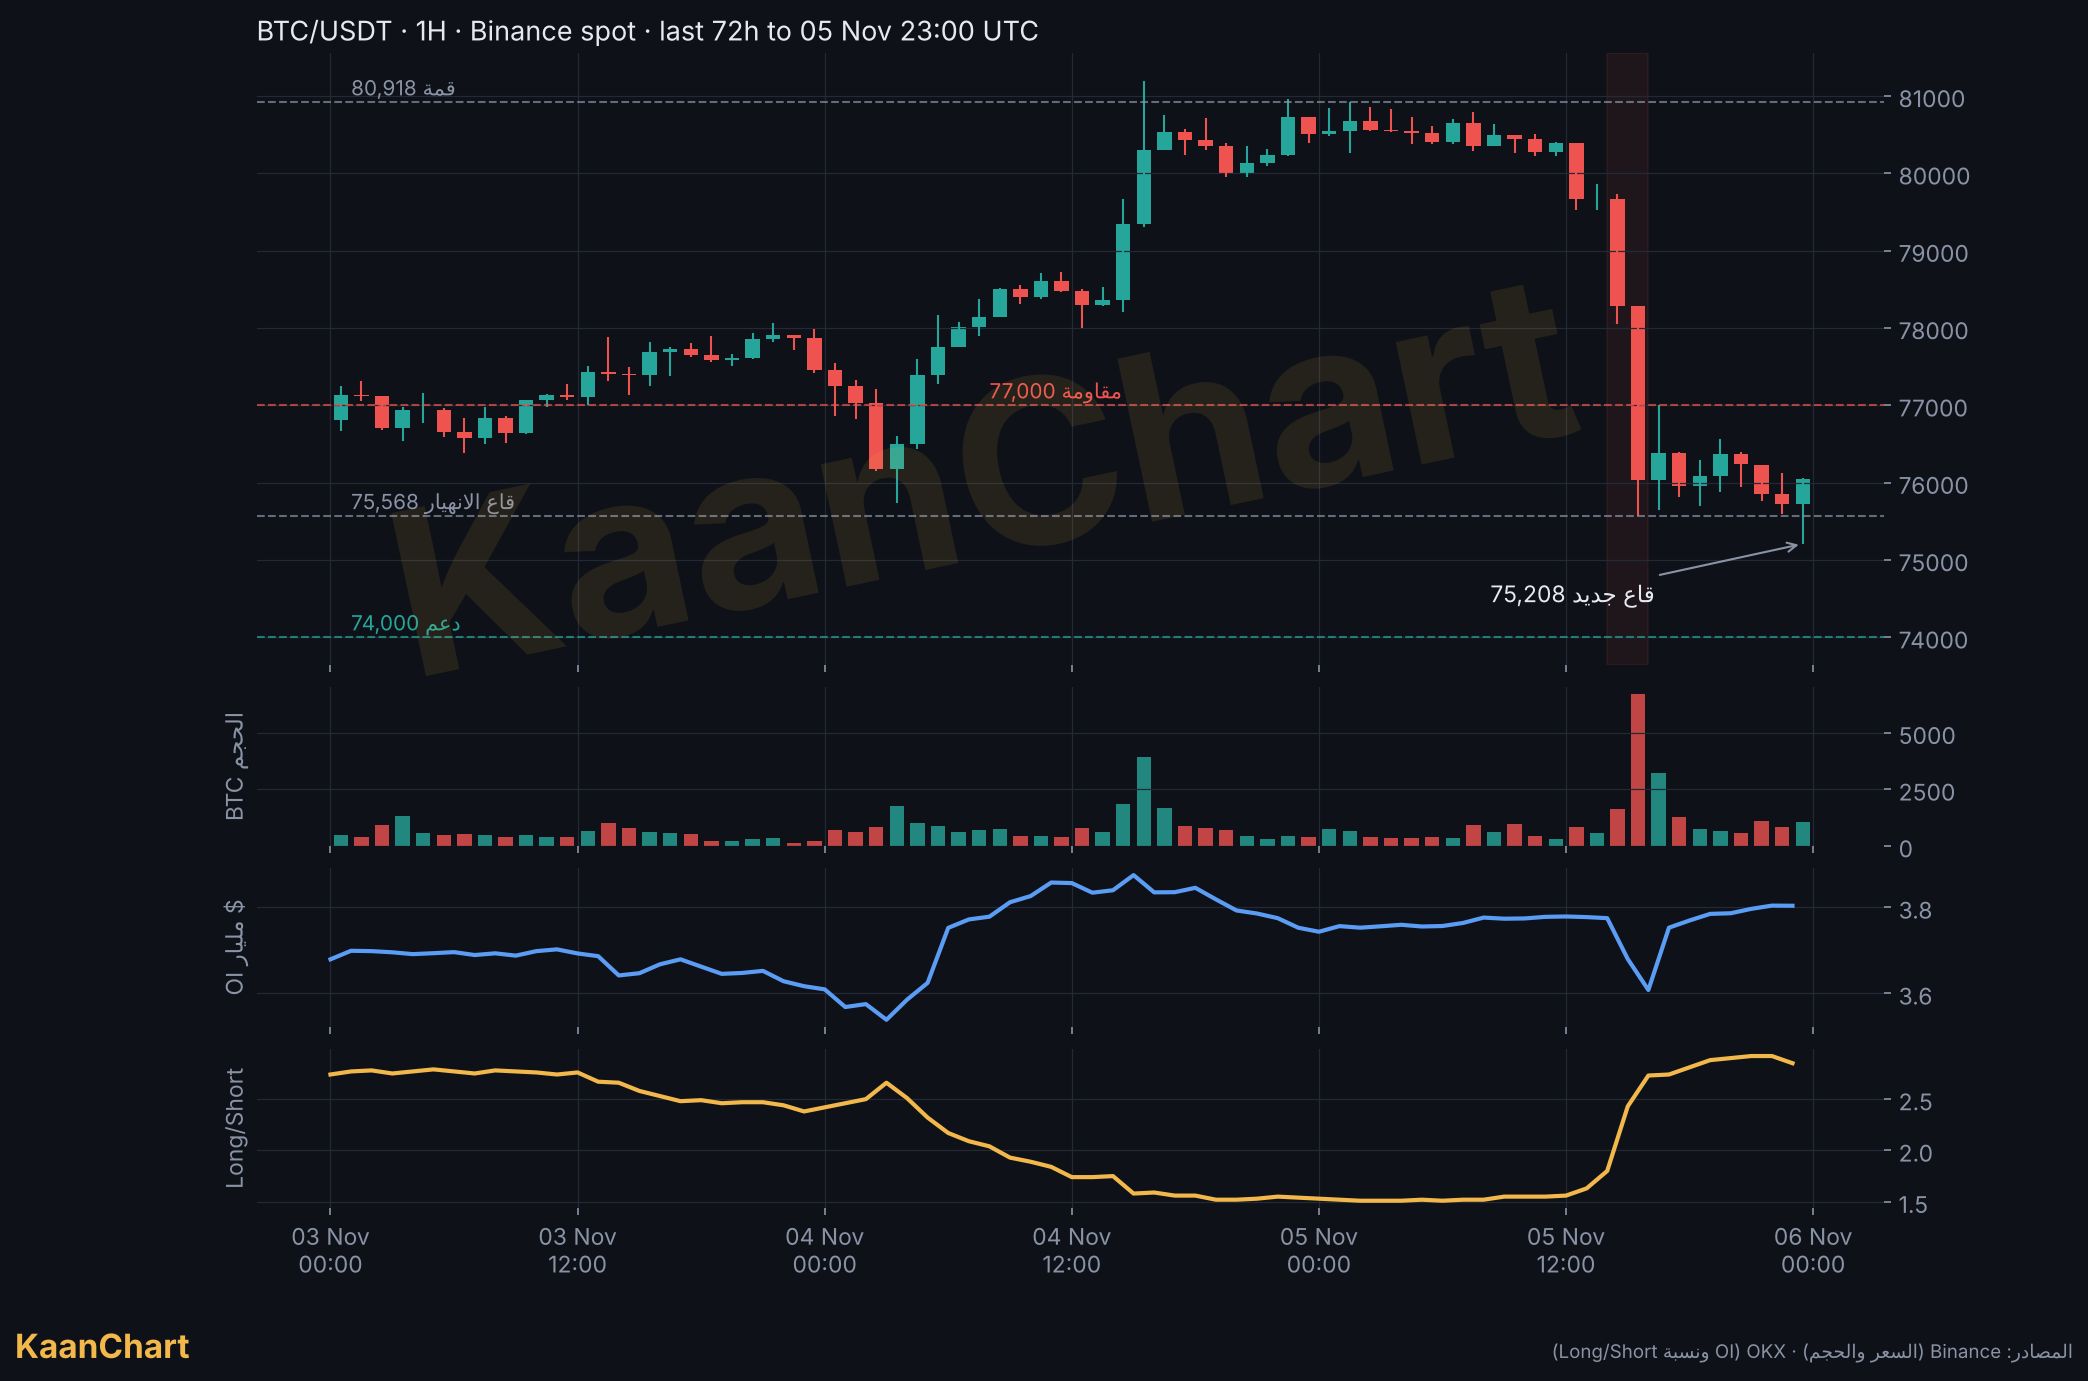 BTC/USDT · 1H · Binance spot · last 72h to 05 Nov 23:00 UTC
قمة 80,918
مقاومة 77,000
قاع الانهيار 75,568
قاع جديد 75,208
دعم 74,000
KaanChart
81000
80000
79000
78000
77000
76000
75000
74000
الحجم BTC
5000
2500
0
OI مليار $
3.8
3.6
Long/Short
2.5
2.0
1.5
03 Nov 00:00
03 Nov 12:00
04 Nov 00:00
04 Nov 12:00
05 Nov 00:00
05 Nov 12:00
06 Nov 00:00
KaanChart
المصادر: Binance (السعر والحجم) · OKX (OI ونسبة Long/Short)